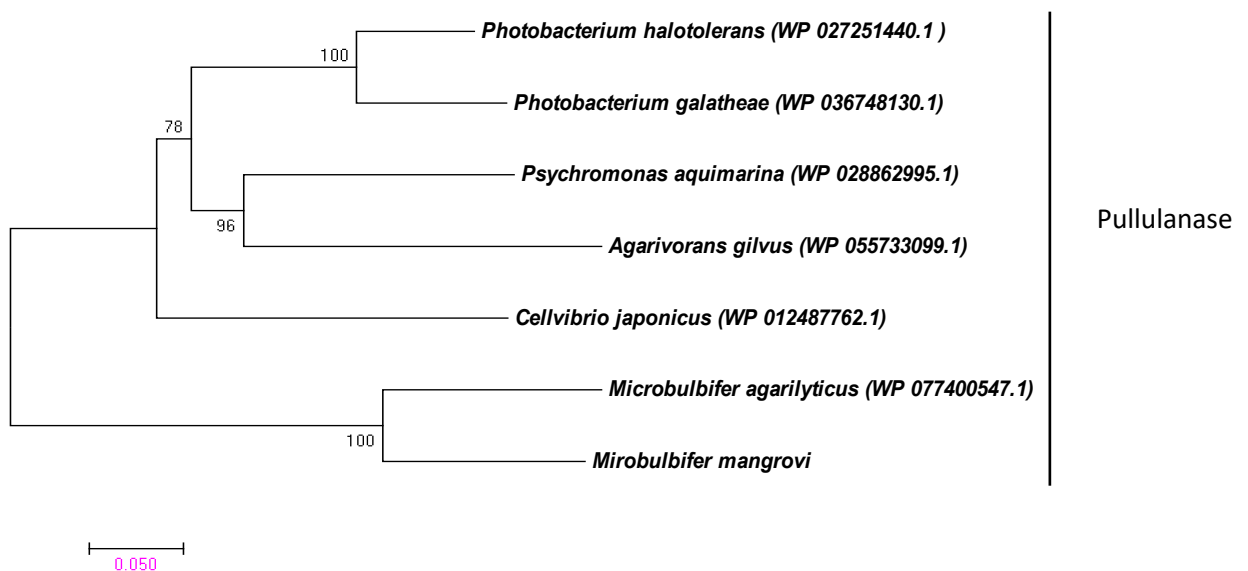 Photobacterium halotolerans (WP 027251440.1 )
100
Photobacterium galatheae (WP 036748130.1)
78
Psychromonas aquimarina (WP 028862995.1)
96
Pullulanase
Agarivorans gilvus (WP 055733099.1)
Cellvibrio japonicus (WP 012487762.1)
Microbulbifer agarilyticus (WP 077400547.1)
100
Mirobulbifer mangrovi
0.050